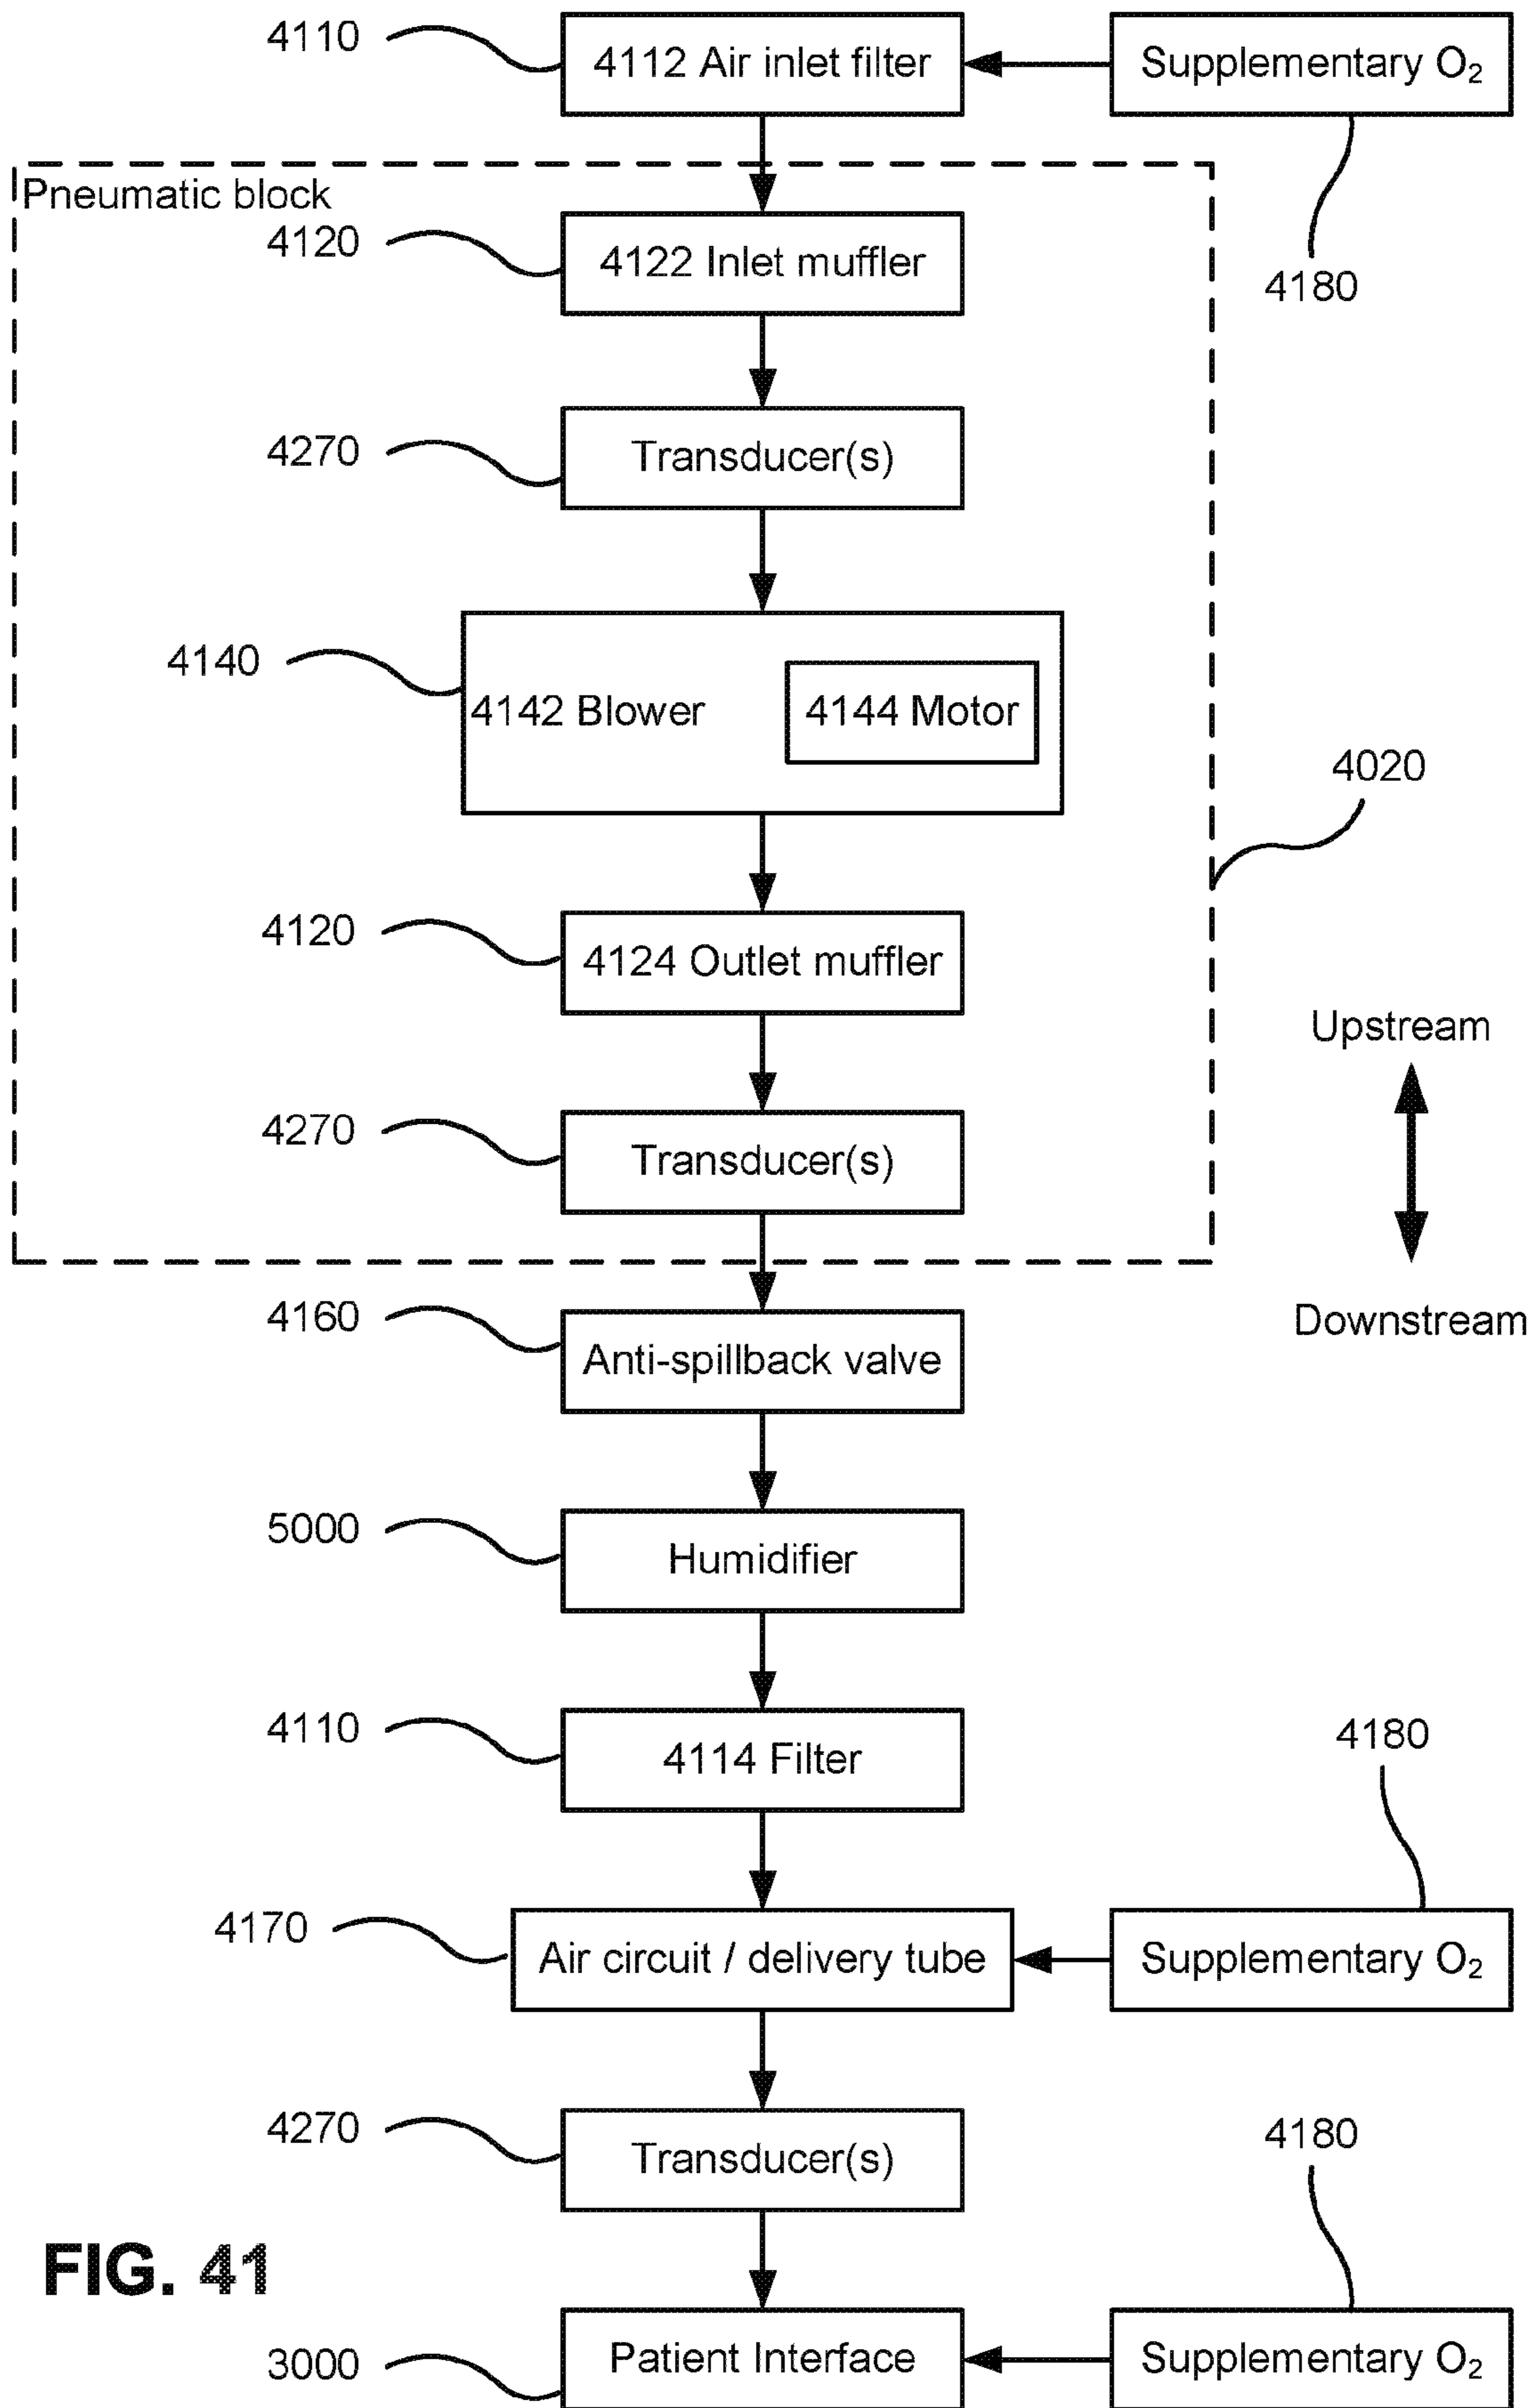 4110
4112 Air inlet filter
Supplementary O₂
Pneumatic block
4120
4122 Inlet muffler
4180
4270
Transducer(s)
4140
4142 Blower
4144 Motor
4020
4120
4124 Outlet muffler
Upstream
4270
Transducer(s)
4160
Anti-spillback valve
Downstream
5000
Humidifier
4110
4114 Filter
4180
4170
Air circuit / delivery tube
Supplementary O₂
4270
Transducer(s)
4180
FIG. 41
3000
Patient Interface
Supplementary O₂